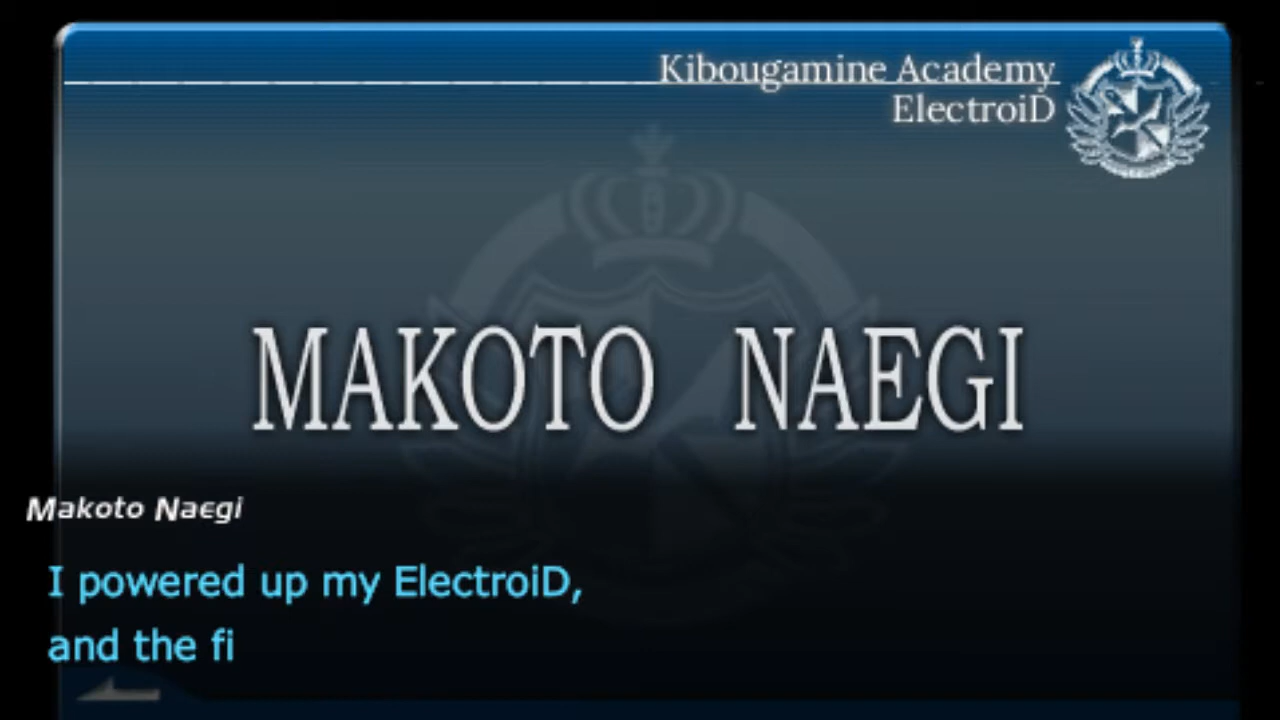 Kibougamine Academy
ElectroiD
MAKOTO NAEGI
Makoto Naegi
I powered up my ElectroiD,
and the fi